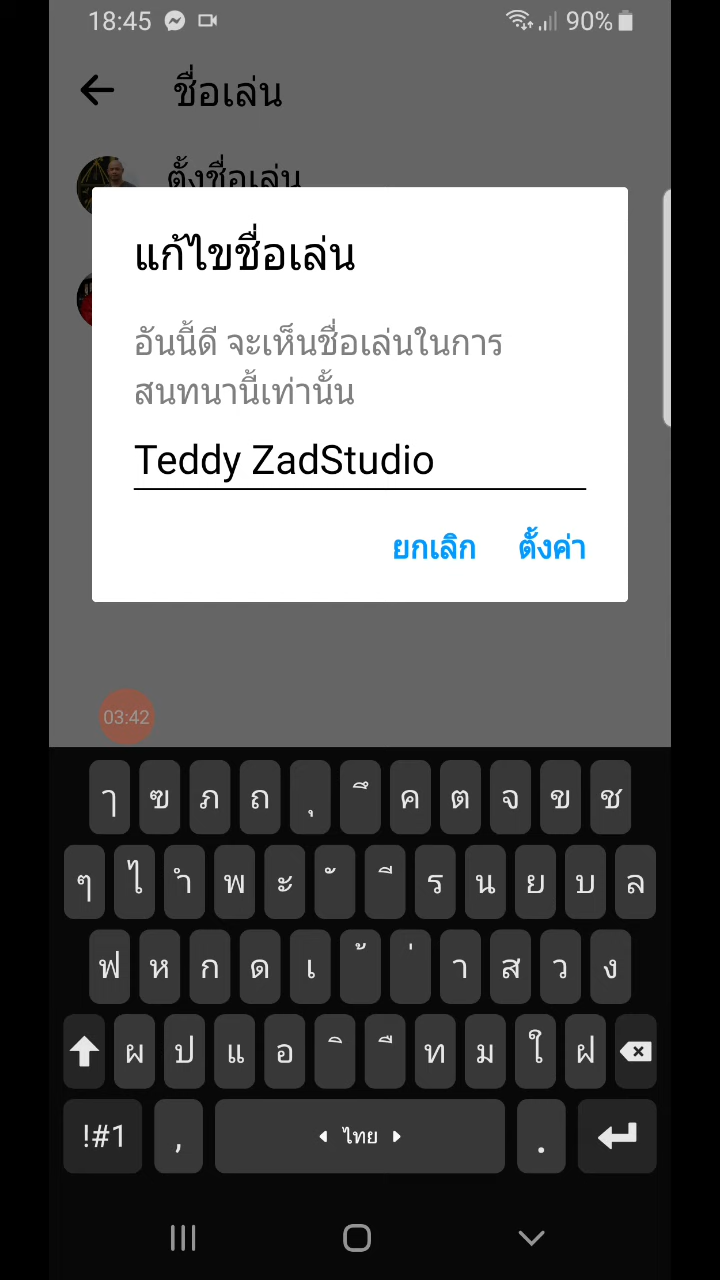 18:45 90%
ชื่อเล่น
ตั้งชื่อเล่น
แก้ไขชื่อเล่น
อันนี้ดี จะเห็นชื่อเล่นในการ
สนทนานี้เท่านั้น
Teddy ZadStudio
ยกเลิก ตั้งค่า
03:42
ๅ ฃ ภ ถ ุ ึ ค ต จ ข ช
ๆ ไ ำ พ ะ ั ี ร น ย บ ล
ฟ ห ก ด เ ้ ่ า ส ว ง
ผ ป แ อ ิ ื ท ม ใ ฝ
!#1 , ไทย .